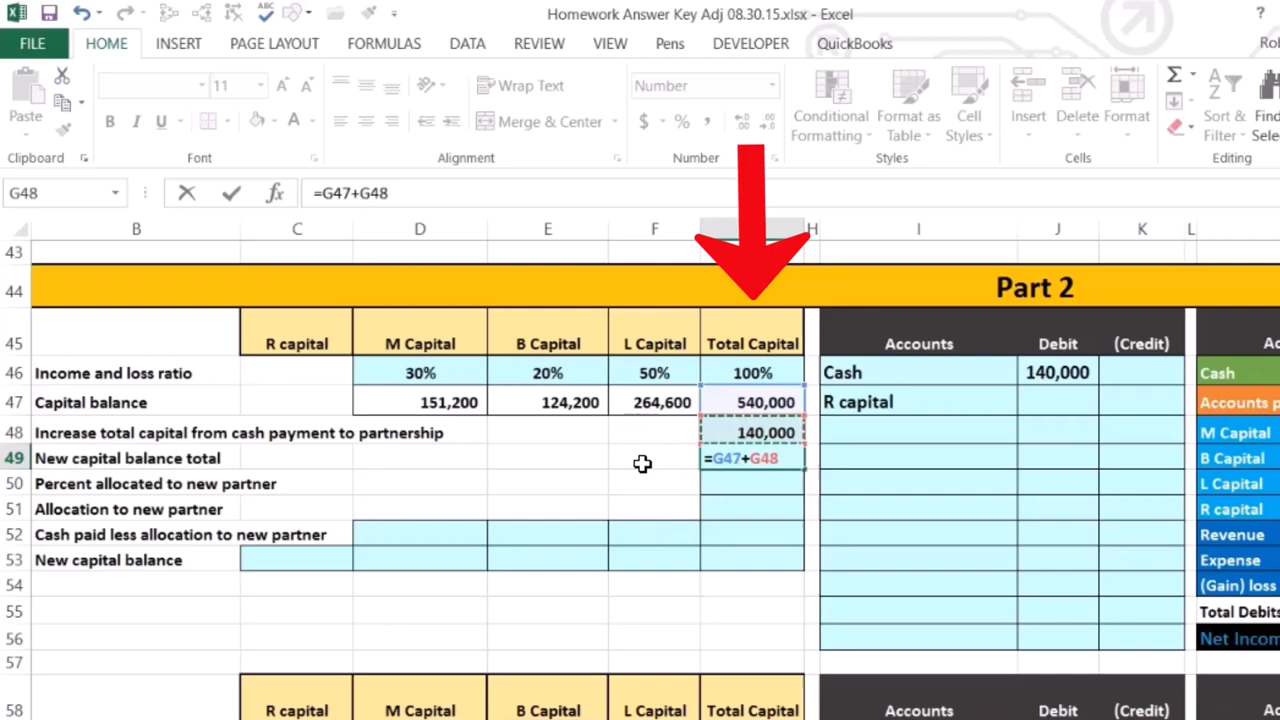 Homework Answer Key Adj 08.30.15.xlsx - Excel
?
FILE HOME INSERT PAGE LAYOUT FORMULAS DATA REVIEW VIEW Pens DEVELOPER QuickBooks
11 A A Wrap Text Number
Paste B I U A Merge & Center $ % Conditional Formatting Format as Table Cell Styles Insert Delete Format Sort & Filter
Clipboard Font Alignment Number Styles Cells Editing
G48 fx =G47+G48
B C D E F H I J K L
43
44 Part 2
45 R capital M Capital B Capital L Capital Total Capital Accounts Debit (Credit)
46 Income and loss ratio 30% 20% 50% 100% Cash 140,000 Cash
47 Capital balance 151,200 124,200 264,600 540,000 R capital Accounts
48 Increase total capital from cash payment to partnership 140,000 M Capital
49 New capital balance total =G47+G48 B Capital
50 Percent allocated to new partner L Capital
51 Allocation to new partner R capital
52 Cash paid less allocation to new partner Revenue
53 New capital balance Expense
54 (Gain) loss
55 Total Debits
56 Net Incom
57
58 R capital M Capital B Capital L Capital Total Capital Accounts Debit (Credit)